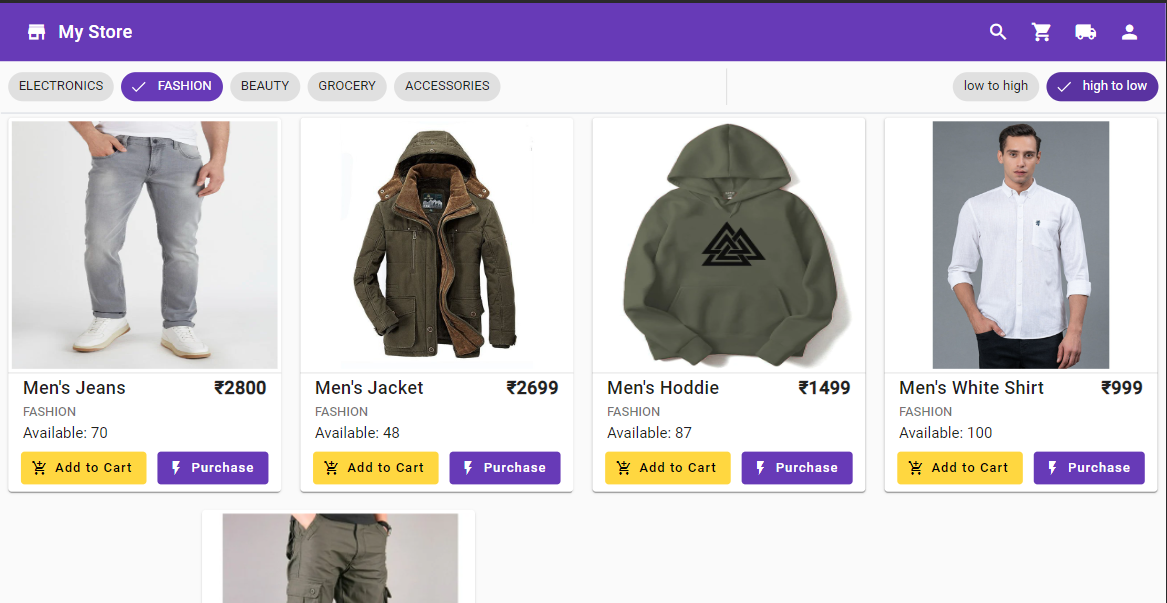 My Store
ELECTRONICS FASHION BEAUTY GROCERY ACCESSORIES low to high high to low
Men's Jeans ₹2800 Men's Jacket ₹2699 Men's Hoddie ₹1499 Men's White Shirt ₹999
FASHION FASHION FASHION FASHION
Available: 70 Available: 48 Available: 87 Available: 100
Add to Cart Purchase Add to Cart Purchase Add to Cart Purchase Add to Cart Purchase